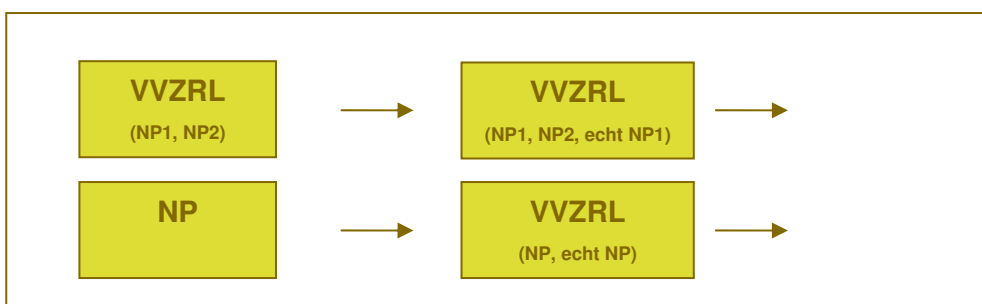 VVZRL
(NP1, NP2)
VVZRL
(NP1, NP2, echt NP1)
NP
VVZRL
(NP, echt NP)